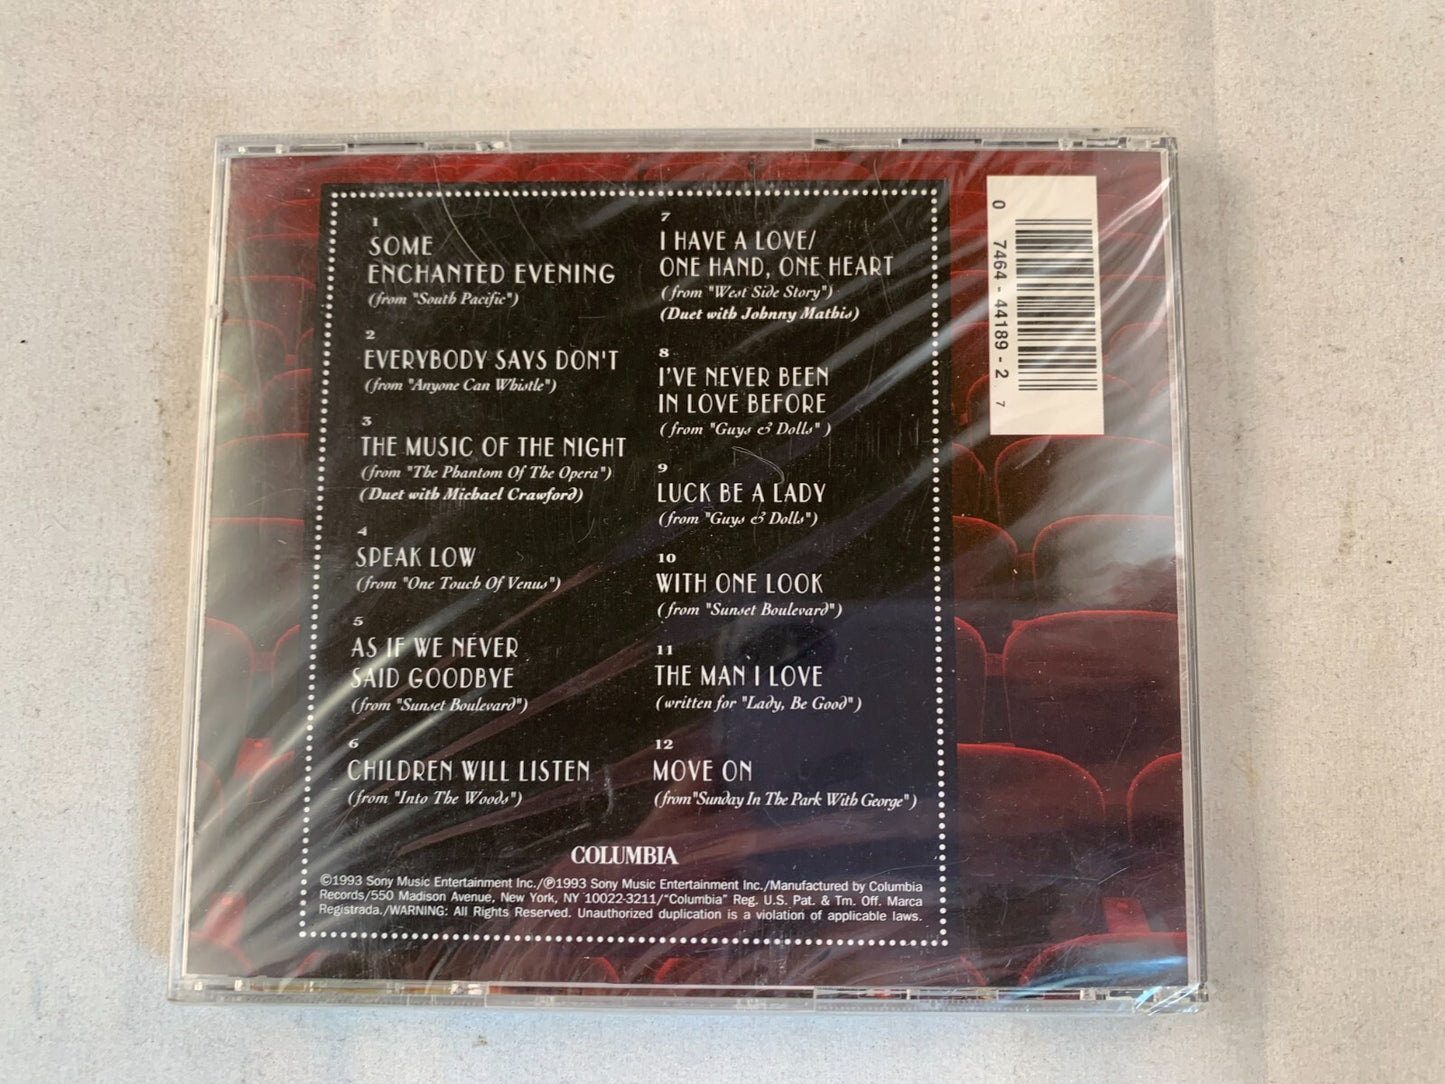 1
SOME
ENCHANTED EVENING
(from "South Pacific")
2
EVERYBODY SAYS DON'T
(from "Anyone Can Whistle")
3
THE MUSIC OF THE NIGHT
(from "The Phantom Of The Opera")
(Duet with Michael Crawford)
4
SPEAK LOW
(from "One Touch Of Venus")
5
AS IF WE NEVER
SAID GOODBYE
(from "Sunset Boulevard")
6
CHILDREN WILL LISTEN
(from "Into The Woods")
7
I HAVE A LOVE/
ONE HAND, ONE HEART
(from "West Side Story")
(Duet with Johnny Mathis)
8
I'VE NEVER BEEN
IN LOVE BEFORE
(from "Guys & Dolls")
9
LUCK BE A LADY
(from "Guys & Dolls")
10
WITH ONE LOOK
(from "Sunset Boulevard")
11
THE MAN I LOVE
(written for "Lady, Be Good")
12
MOVE ON
(from "Sunday In The Park With George")
COLUMBIA
©1993 Sony Music Entertainment Inc./℗1993 Sony Music Entertainment Inc./Manufactured by Columbia
Records/550 Madison Avenue, New York, NY 10022-3211/"Columbia" Reg. U.S. Pat. & Tm. Off. Marca
Registrada./WARNING: All Rights Reserved. Unauthorized duplication is a violation of applicable laws.
0 7464-44189-2 7